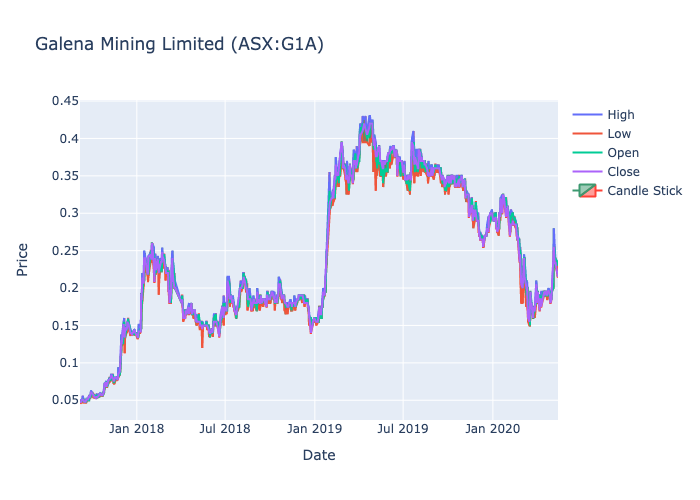 Galena Mining Limited (ASX:G1A)
0.45
0.4
0.35
0.3
0.25
0.2
0.15
0.1
0.05
Price
Jan 2018
Jul 2018
Jan 2019
Jul 2019
Jan 2020
Date
High
Low
Open
Close
Candle Stick